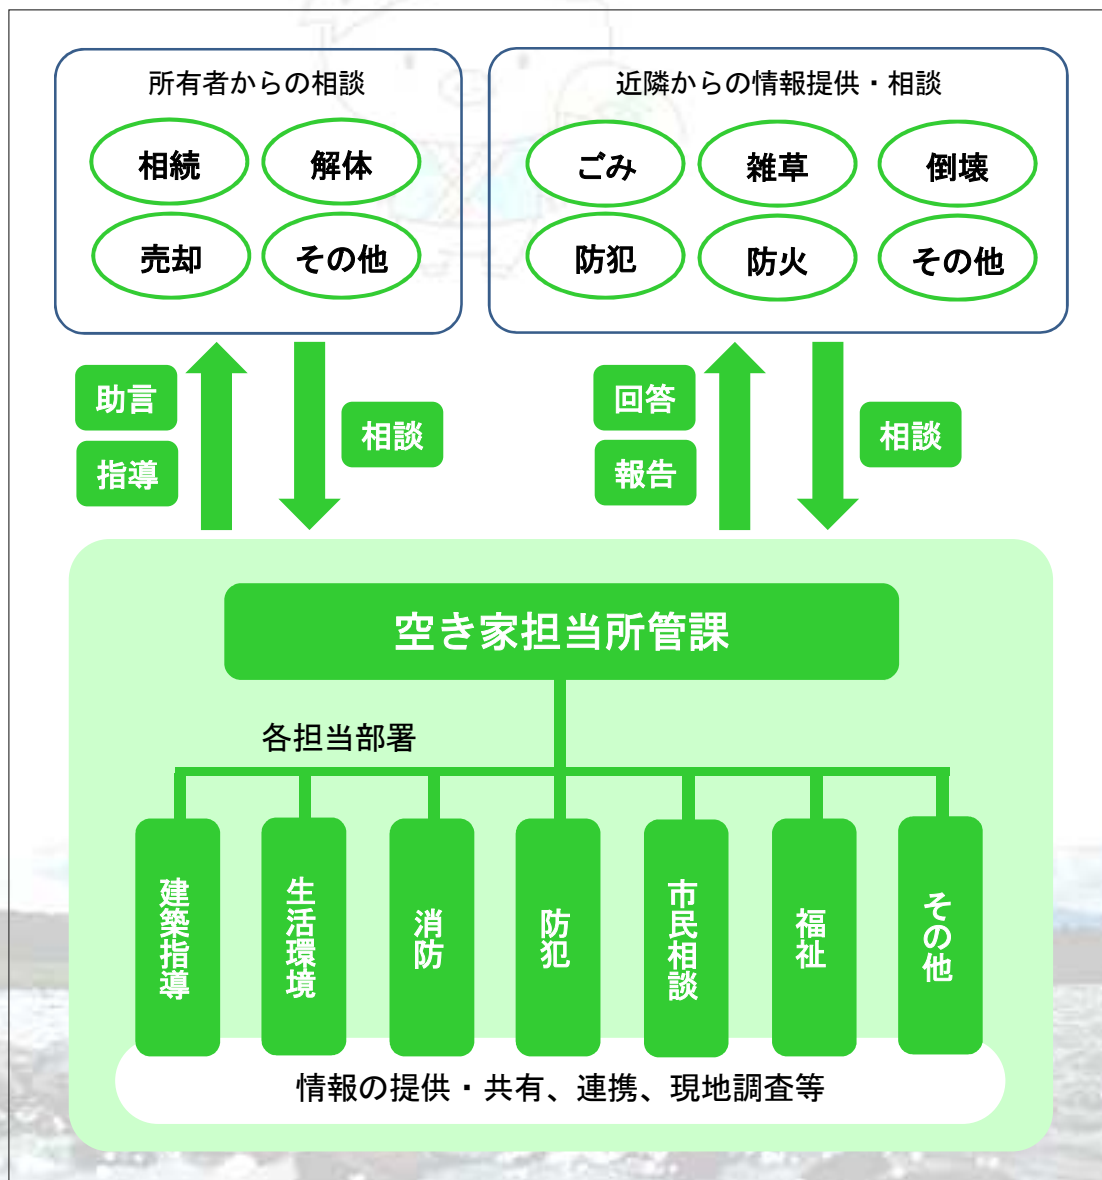 所有者からの相談
相続
解体
売却
その他
近隣からの情報提供・相談
ごみ
雑草
倒壊
防犯
防火
その他
助言
指導
相談
回答
報告
相談
空き家担当所管課
各担当部署
建築指導
生活環境
消防
防犯
市民相談
福祉
その他
情報の提供・共有、連携、現地調査等